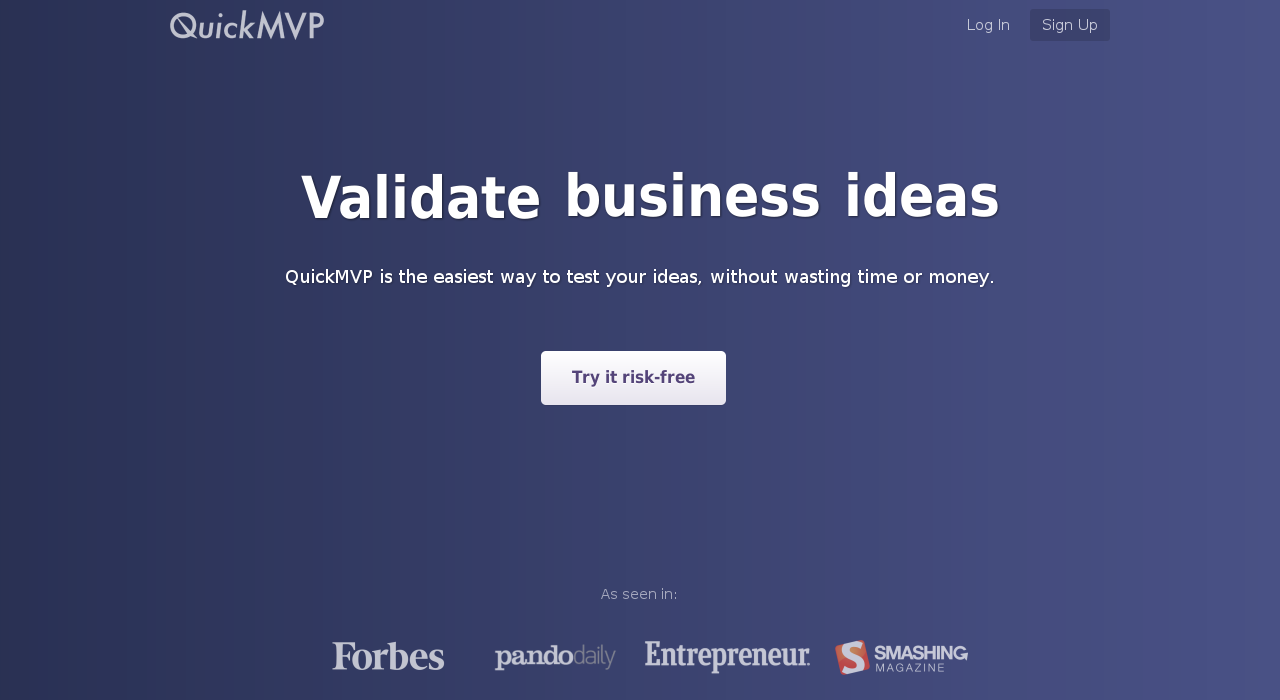 QuickMVP
Log In
Sign Up
Validate business ideas
QuickMVP is the easiest way to test your ideas, without wasting time or money.
Try it risk-free
As seen in:
Forbes
pandodaily
Entrepreneur.
S SMASHING
MAGAZINE